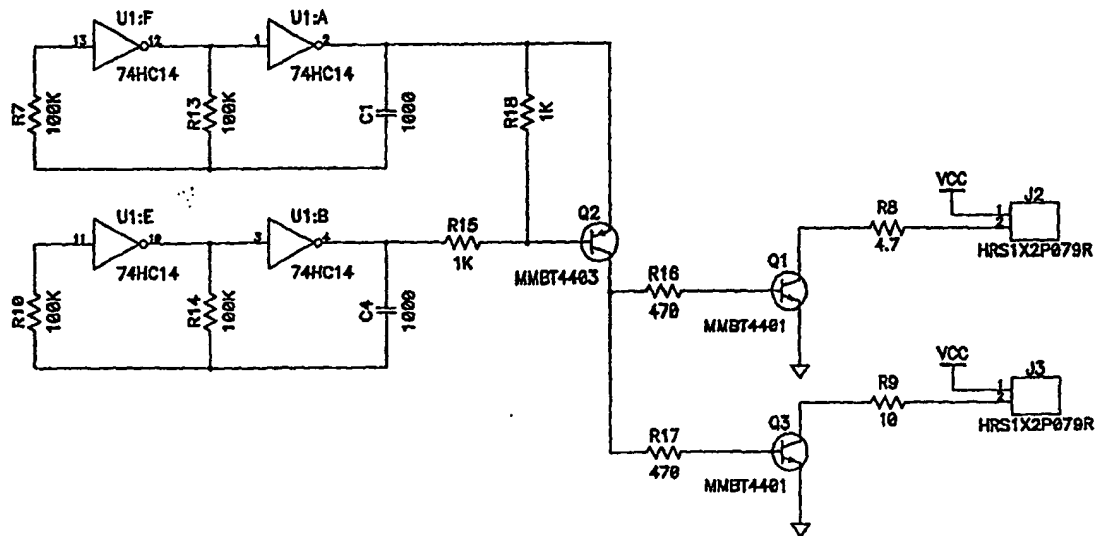 U1:F
13
12
74HC14
U1:A
1
2
74HC14
R7
100K
R13
100K
C1
1000
R18
1K
U1:E
11
10
74HC14
U1:B
3
4
74HC14
R10
100K
R14
100K
C4
1000
R15
1K
Q2
MMBT4403
R16
470
Q1
MMBT4401
R8
4.7
VCC
J2
1
2
HRS1X2P079R
R17
470
Q3
MMBT4401
R9
10
VCC
J3
1
2
HRS1X2P079R